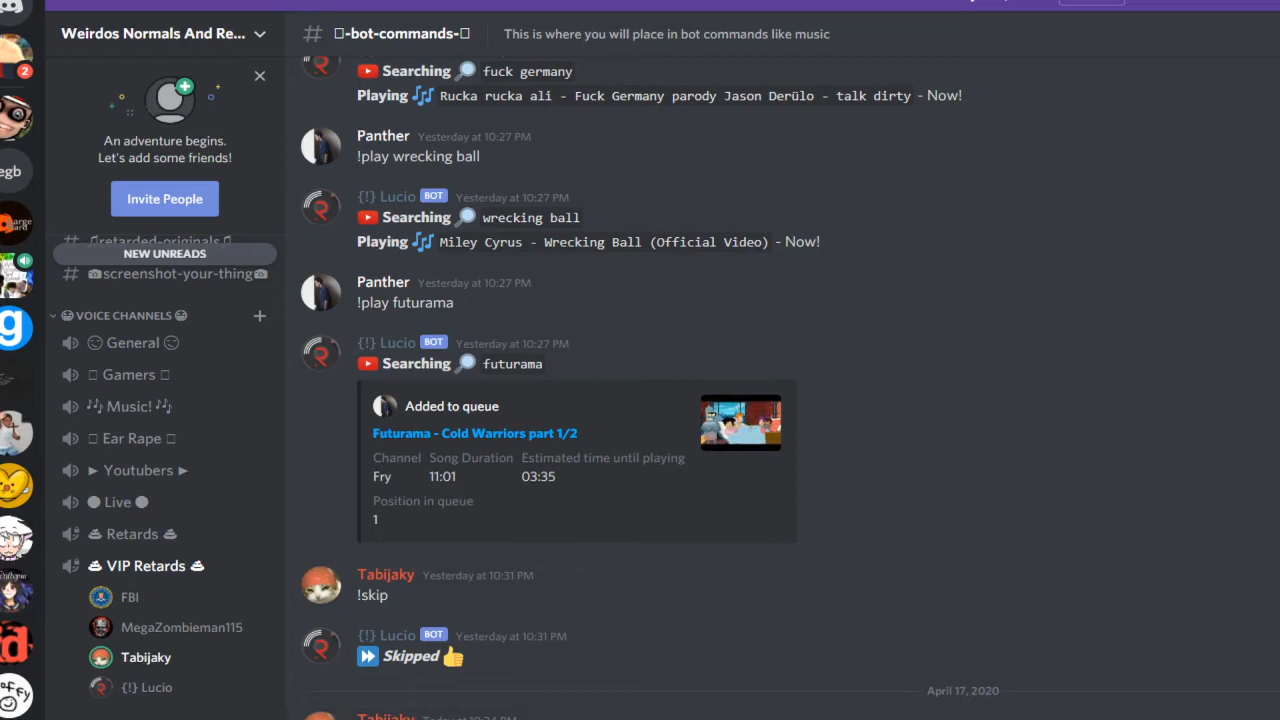 Weirdos Normals And Re...
-bot-commands-
This is where you will place in bot commands like music
2
An adventure begins.
Let's add some friends!
Invite People
retarded-originals
NEW UNREADS
screenshot-your-thing
VOICE CHANNELS
General
Gamers
Music!
Ear Rape
Youtubers
Live
Retards
VIP Retards
FBI
MegaZombieman115
Tabijaky
{!} Lucio
egb
Searching fuck germany
Playing Rucka rucka ali - Fuck Germany parody Jason Derülo - talk dirty - Now!
Panther Yesterday at 10:27 PM
!play wrecking ball
{!} Lucio BOT Yesterday at 10:27 PM
Searching wrecking ball
Playing Miley Cyrus - Wrecking Ball (Official Video) - Now!
Panther Yesterday at 10:27 PM
!play futurama
{!} Lucio BOT Yesterday at 10:27 PM
Searching futurama
Added to queue
Futurama - Cold Warriors part 1/2
Channel Song Duration Estimated time until playing
Fry 11:01 03:35
Position in queue
1
Tabijaky Yesterday at 10:31 PM
!skip
{!} Lucio BOT Yesterday at 10:31 PM
Skipped
April 17, 2020